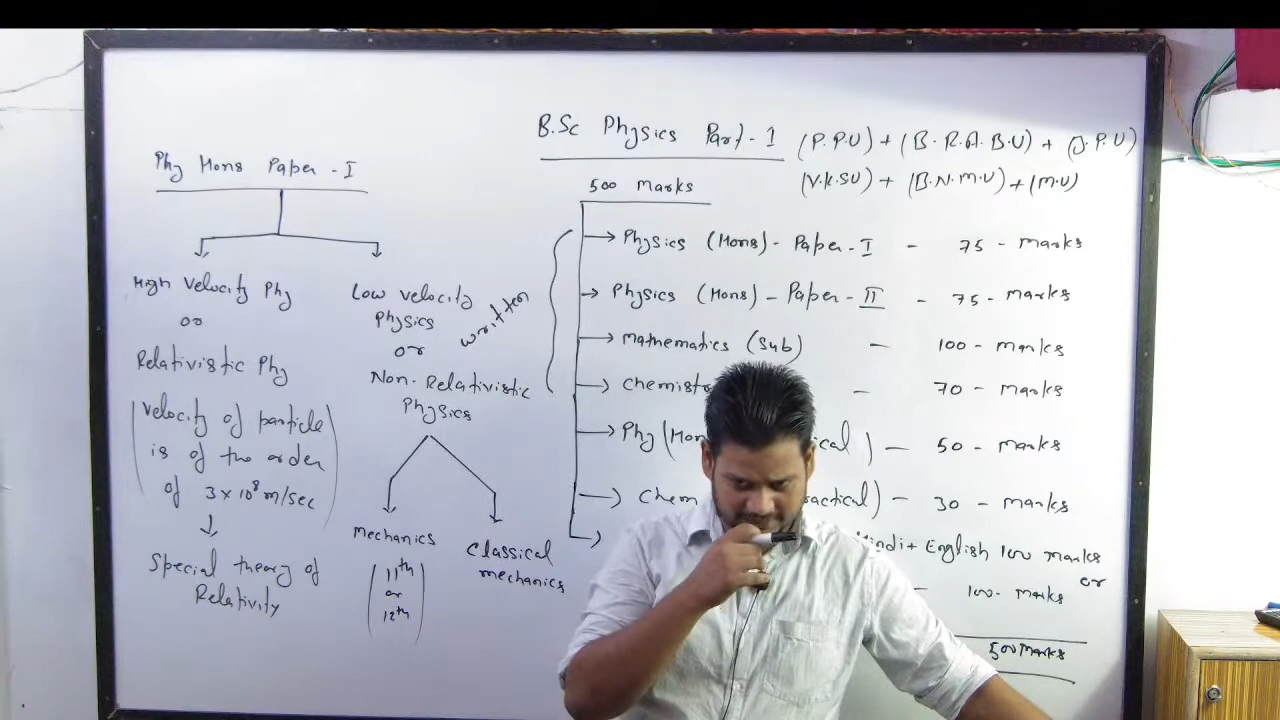 Phy Hons Paper - I
High Velocity Phy
or
Relativistic Phy
(velocity of particle
is of the order
of 3 x 10⁸ m/sec)
Special theory of
Relativity
Low velocity
Physics
or
Non-Relativistic
Physics
Mechanics
(11th
or
12th)
Classical
mechanics
B.Sc Physics Part - I (P.P.U) + (B.R.A.B.U) + (J.P.U)
(V.K.SU) + (B.N.M.U) + (M.U)
500 marks
written
Physics (Hons) - Paper - I - 75 - marks
Physics (Hons) - Paper - II - 75 - marks
mathematics (Sub) - 100 - marks
- 70 - marks
Phy - 50 - marks
Chem - 30 - marks
+ English 100 marks
or
- 100 - marks
500 marks